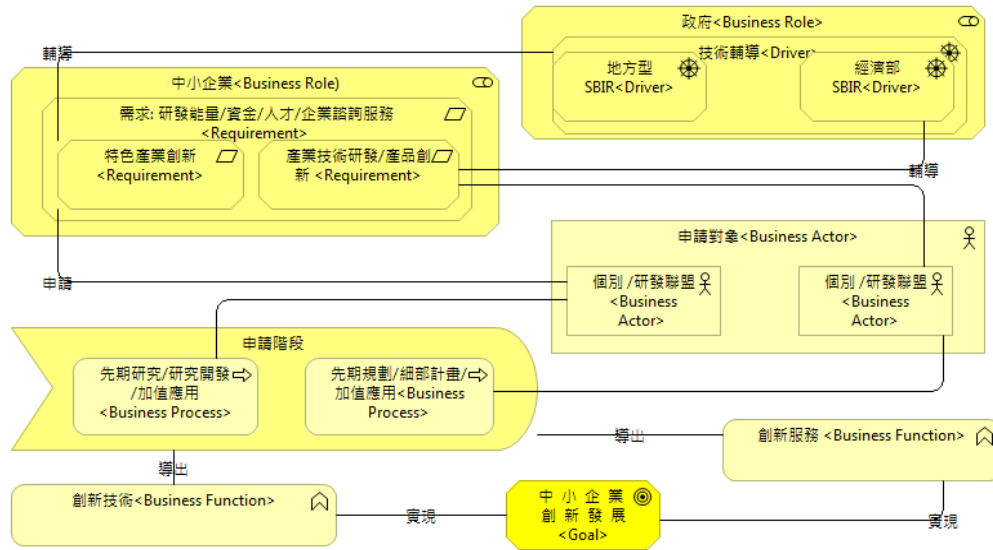 政府<Business Role>
技術輔導<Driver>
地方型
SBIR<Driver>
經濟部
SBIR<Driver>
輔導
中小企業<Business Role)
需求: 研發能量/資金/人才/企業諮詢服務
<Requirement>
特色產業創新
<Requirement>
產業技術研發/產品創
新 <Requirement>
輔導
申請對象<Business Actor>
個別 /研發聯盟
<Business
Actor>
個別 /研發聯盟
<Business
Actor>
申請
申請階段
先期研究/研究開發
/加值應用
<Business Process>
先期規劃/細部計畫/
加值應用<Business
Process>
導出
創新服務 <Business Function>
導出
創新技術<Business Function>
實現
中 小 企 業
創 新 發 展
<Goal>
實現